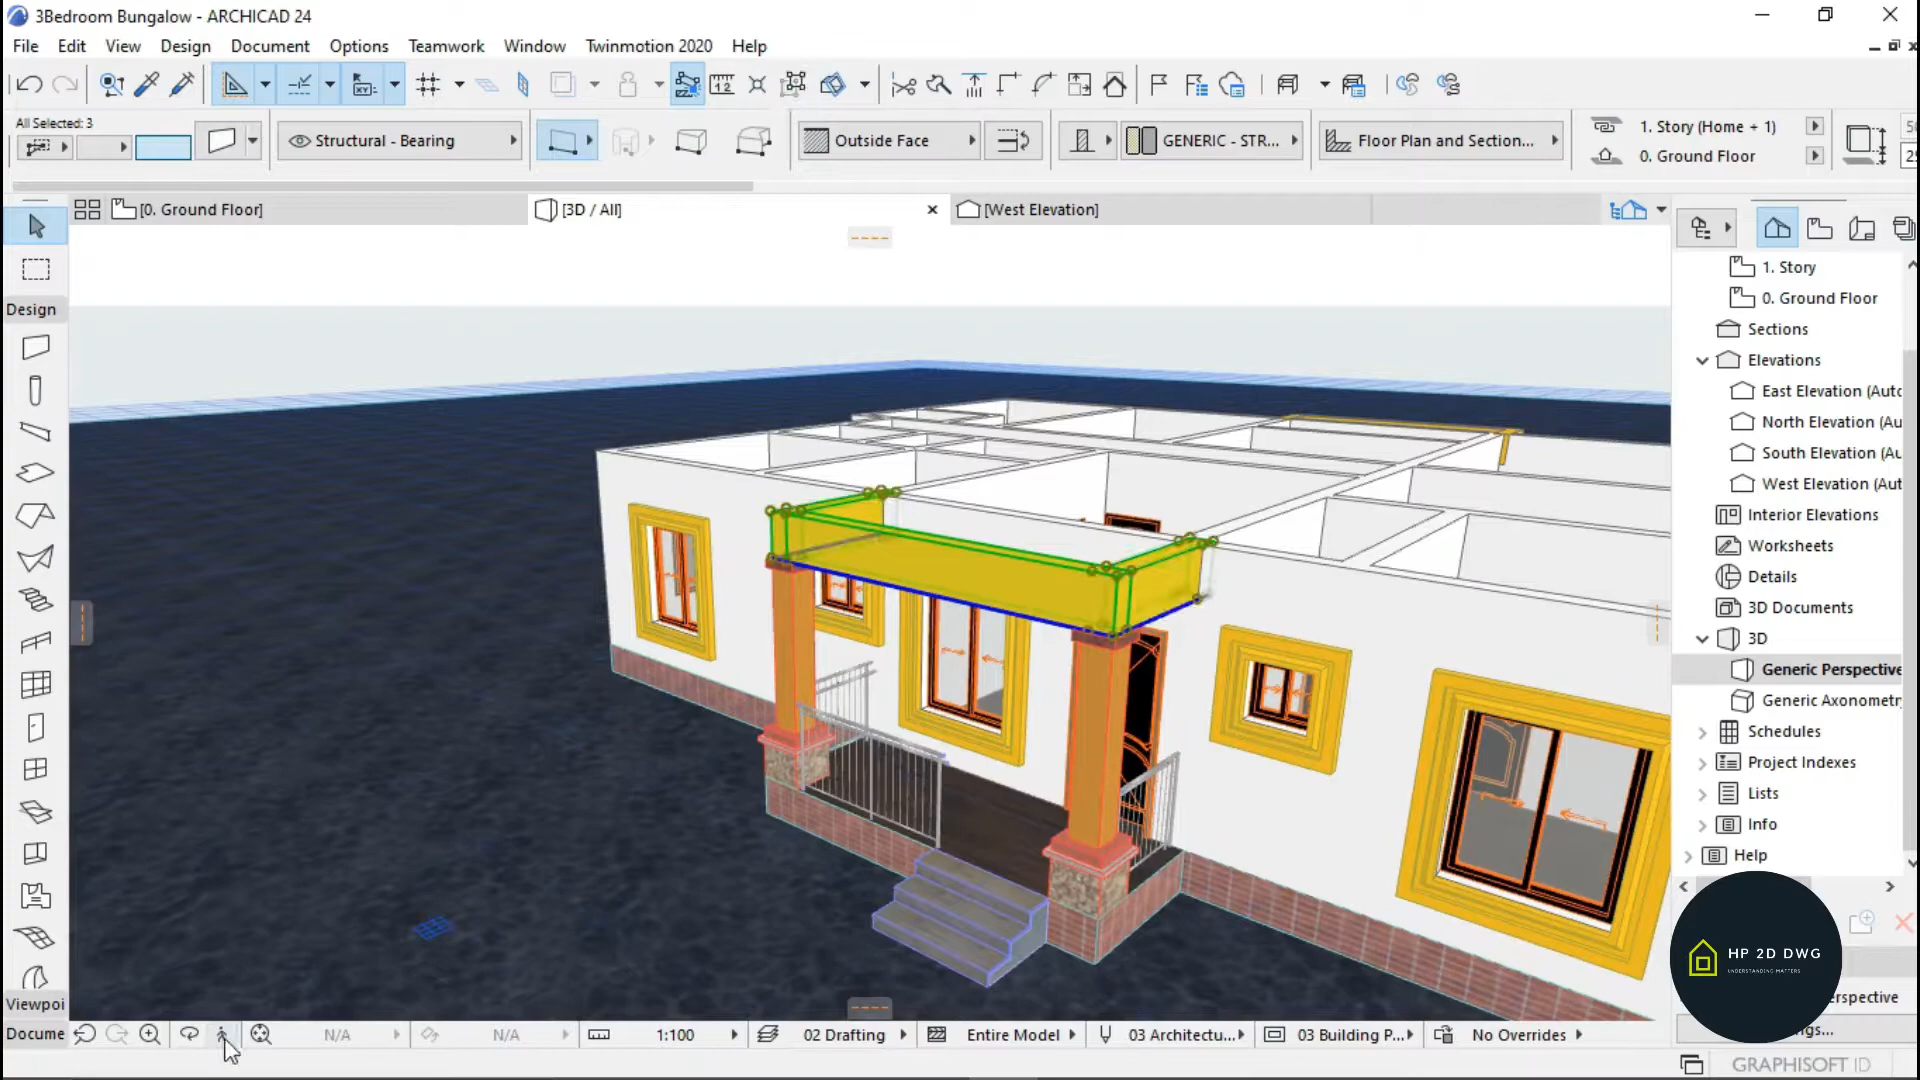 3Bedroom Bungalow - ARCHICAD 24
File Edit View Design Document Options Teamwork Window Twinmotion 2020 Help
All Selected: 3
Structural - Bearing
Outside Face
GENERIC - STR...
Floor Plan and Section...
1. Story (Home + 1)
0. Ground Floor
[0. Ground Floor]
[3D / All]
[West Elevation]
Design
1. Story
0. Ground Floor
Sections
Elevations
East Elevation (Auto
North Elevation (Au
South Elevation (Au
West Elevation (Aut
Interior Elevations
Worksheets
Details
3D Documents
3D
Generic Perspective
Generic Axonometr
Schedules
Project Indexes
Lists
Info
Help
HP 2D DWG
UNDERSTANDING MATTERS
erspective
ngs...
Viewpoi
Docume
N/A
N/A
1:100
02 Drafting
Entire Model
03 Architectu...
03 Building P...
No Overrides
GRAPHISOFT ID